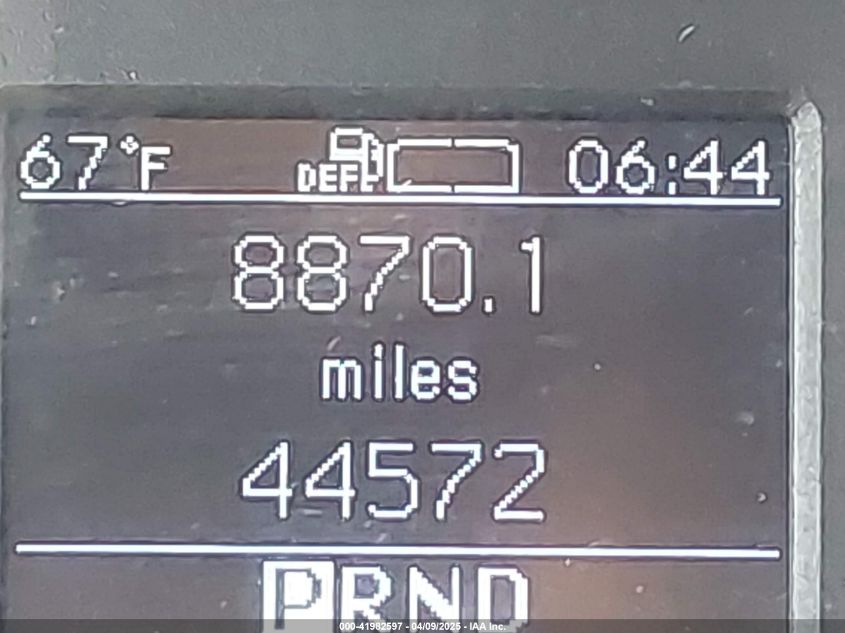 67°F DEF 06:44
8870.1
miles
44572
PRND
000-41982597 - 04/09/2025 - IAA Inc.